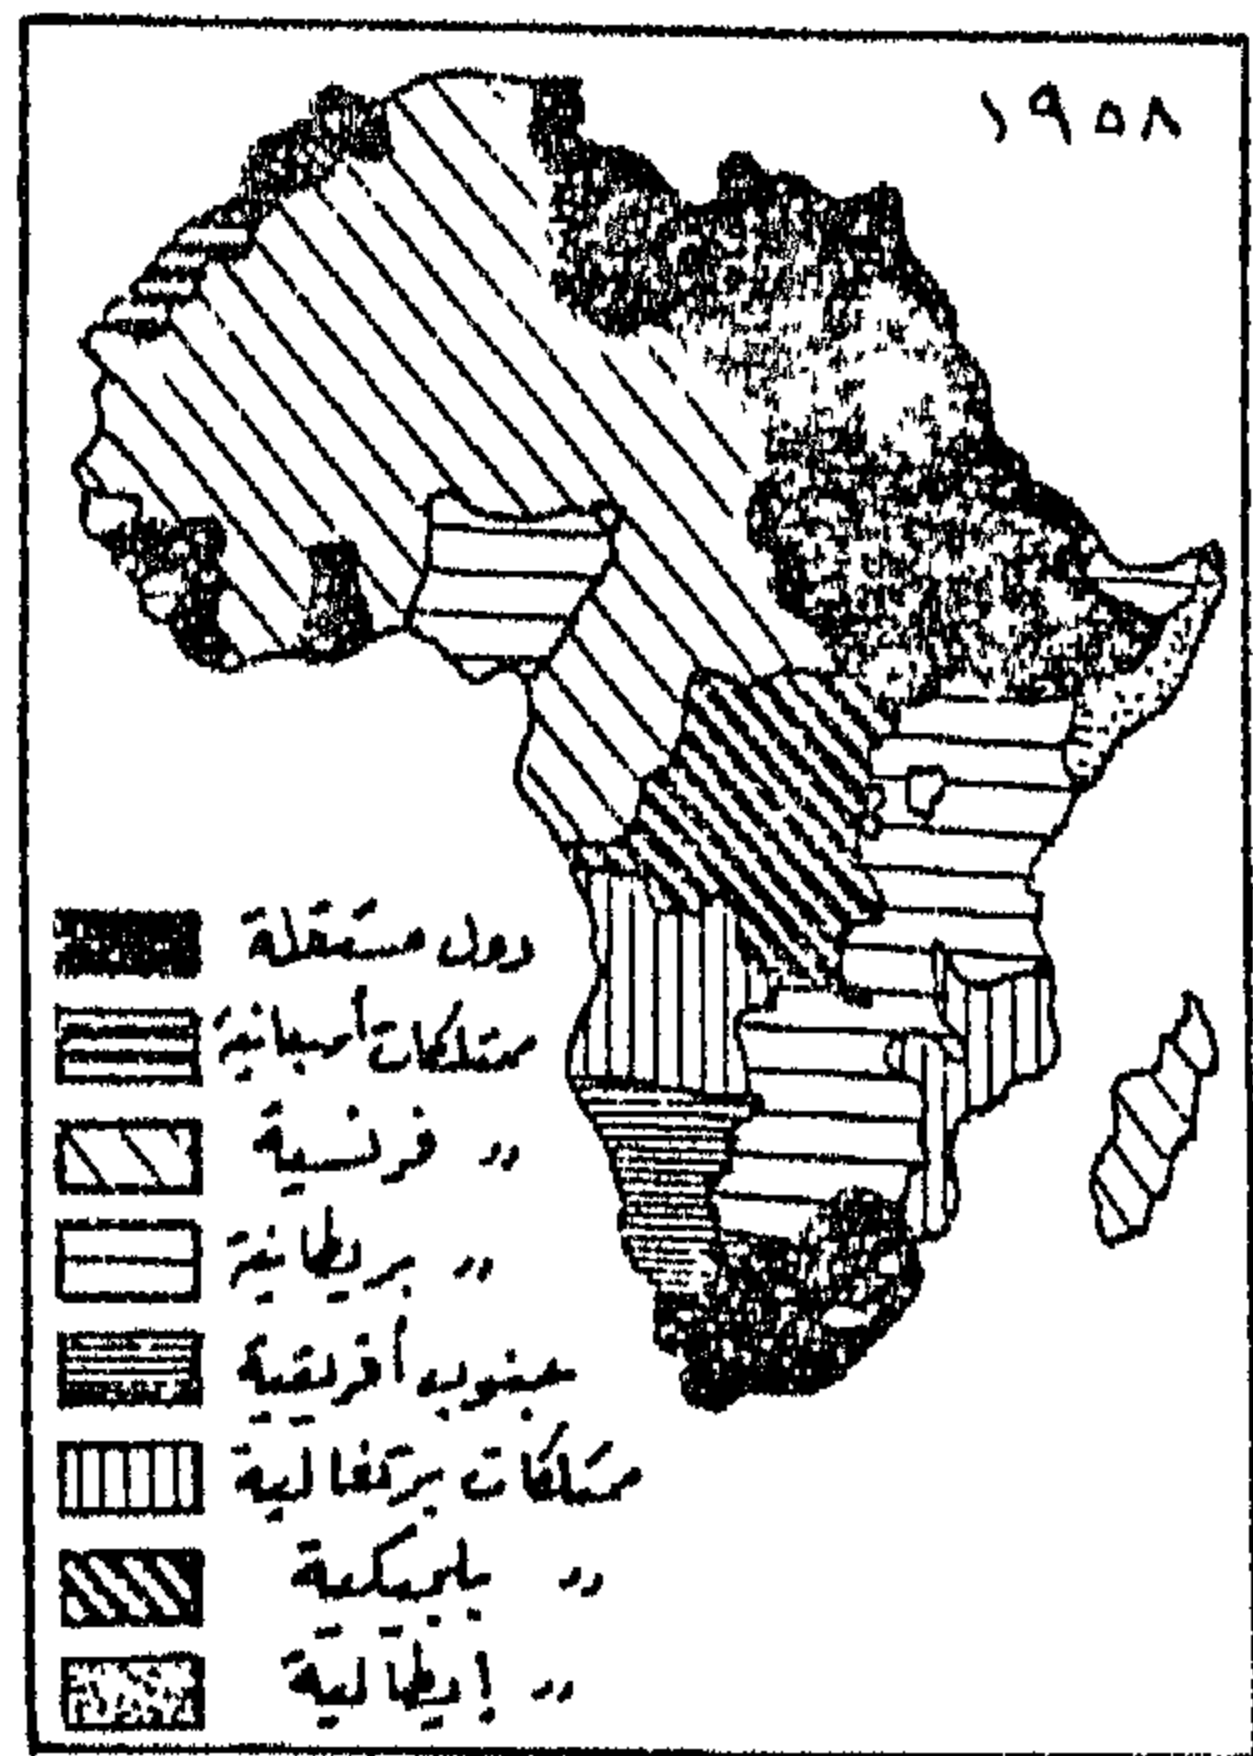 ١٩٥٨
دول مستقلة
ممتلكات أسبانية
〃 فرنسية
〃 بريطانية
جنوب أفريقية
ممتلكات برتغالية
〃 بلجيكية
〃 إيطالية